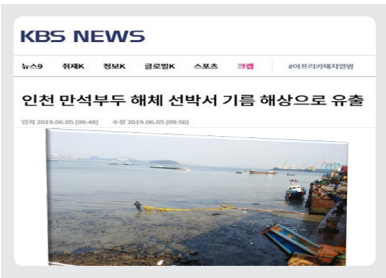 KBS NEWS
뉴스9 취재K 정보K 글로벌K 스포츠 크랩 #아프리카돼지열병
인천 만석부두 해체 선박서 기름 해상으로 유출
입력 2019.06.05 (09:48) 수정 2019.06.05 (09:50)